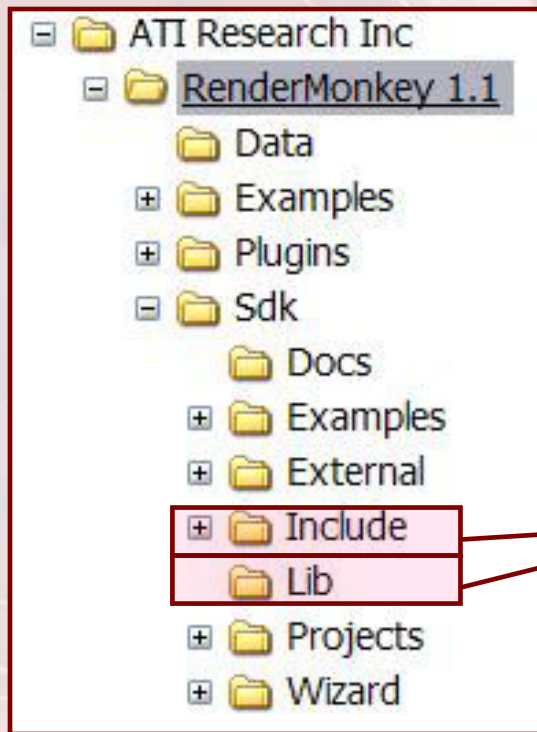 ATI Research Inc
RenderMonkey 1.1
Data
Examples
Plugins
Sdk
Docs
Examples
External
Include
Lib
Projects
Wizard